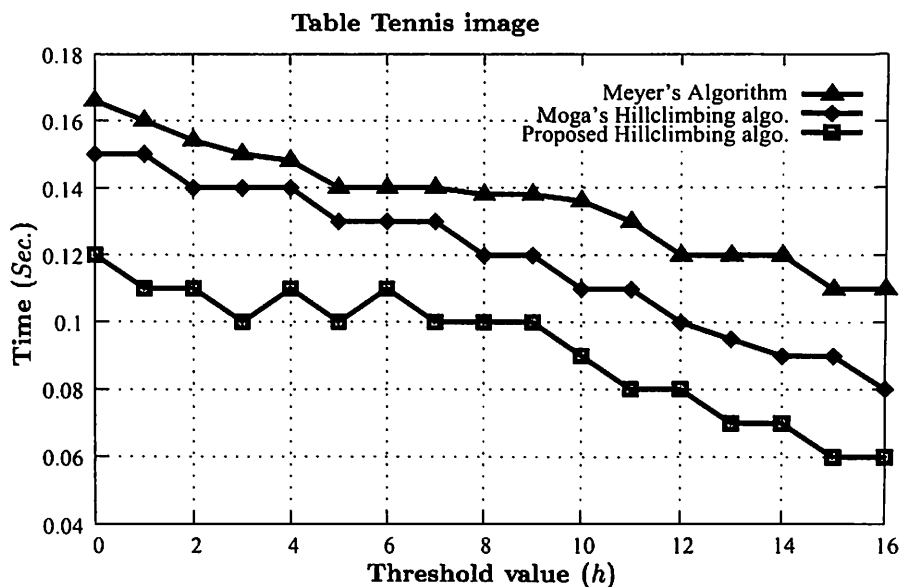 Table Tennis image
0.18
0.16
0.14
0.12
0.1
0.08
0.06
0.04
Time (Sec.)
Meyer's Algorithm
Moga's Hillclimbing algo.
Proposed Hillclimbing algo.
0 2 4 6 8 10 12 14 16
Threshold value (h)